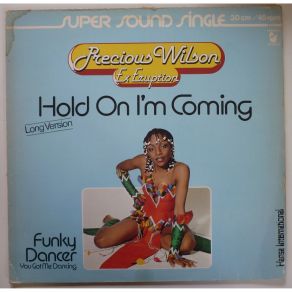 SUPER SOUND SINGLE
30 cm / 45 rpm
Precious Wilson
Ex Eruption
Hold On I'm Coming
Long Version
Funky
Dancer
You Got Me Dancing
Hansa International